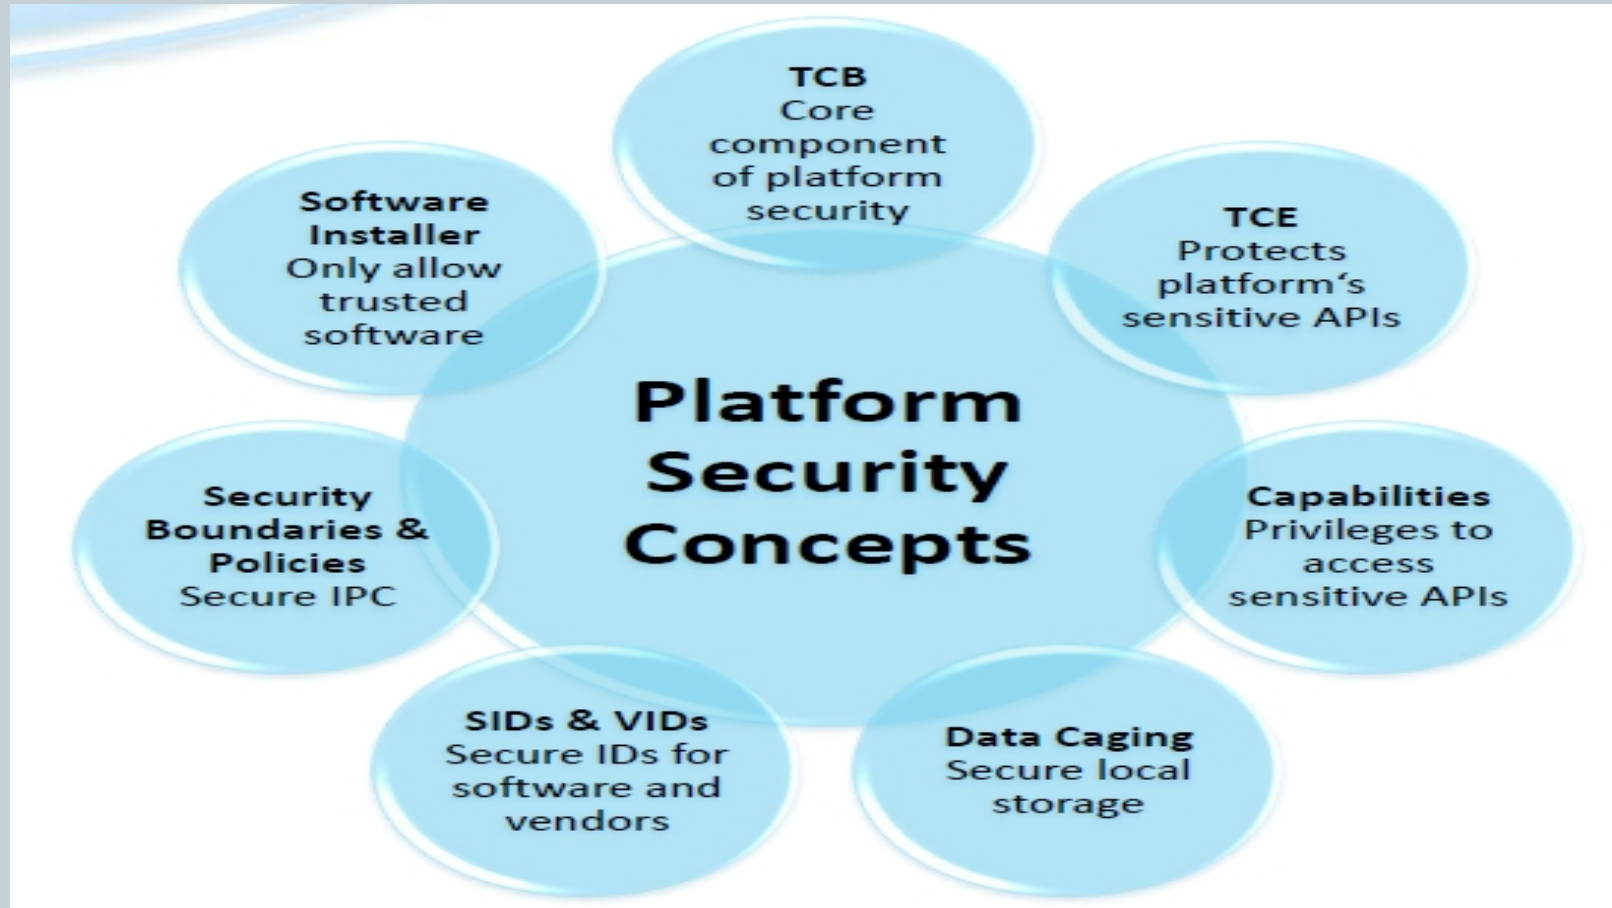 TCB
Core
component
of platform
security
TCE
Protects
platform‘s
sensitive APIs
Capabilities
Privileges to
access
sensitive APIs
Data Caging
Secure local
storage
SIDs & VIDs
Secure IDs for
software and
vendors
Security
Boundaries &
Policies
Secure IPC
Software
Installer
Only allow
trusted
software
Platform
Security
Concepts